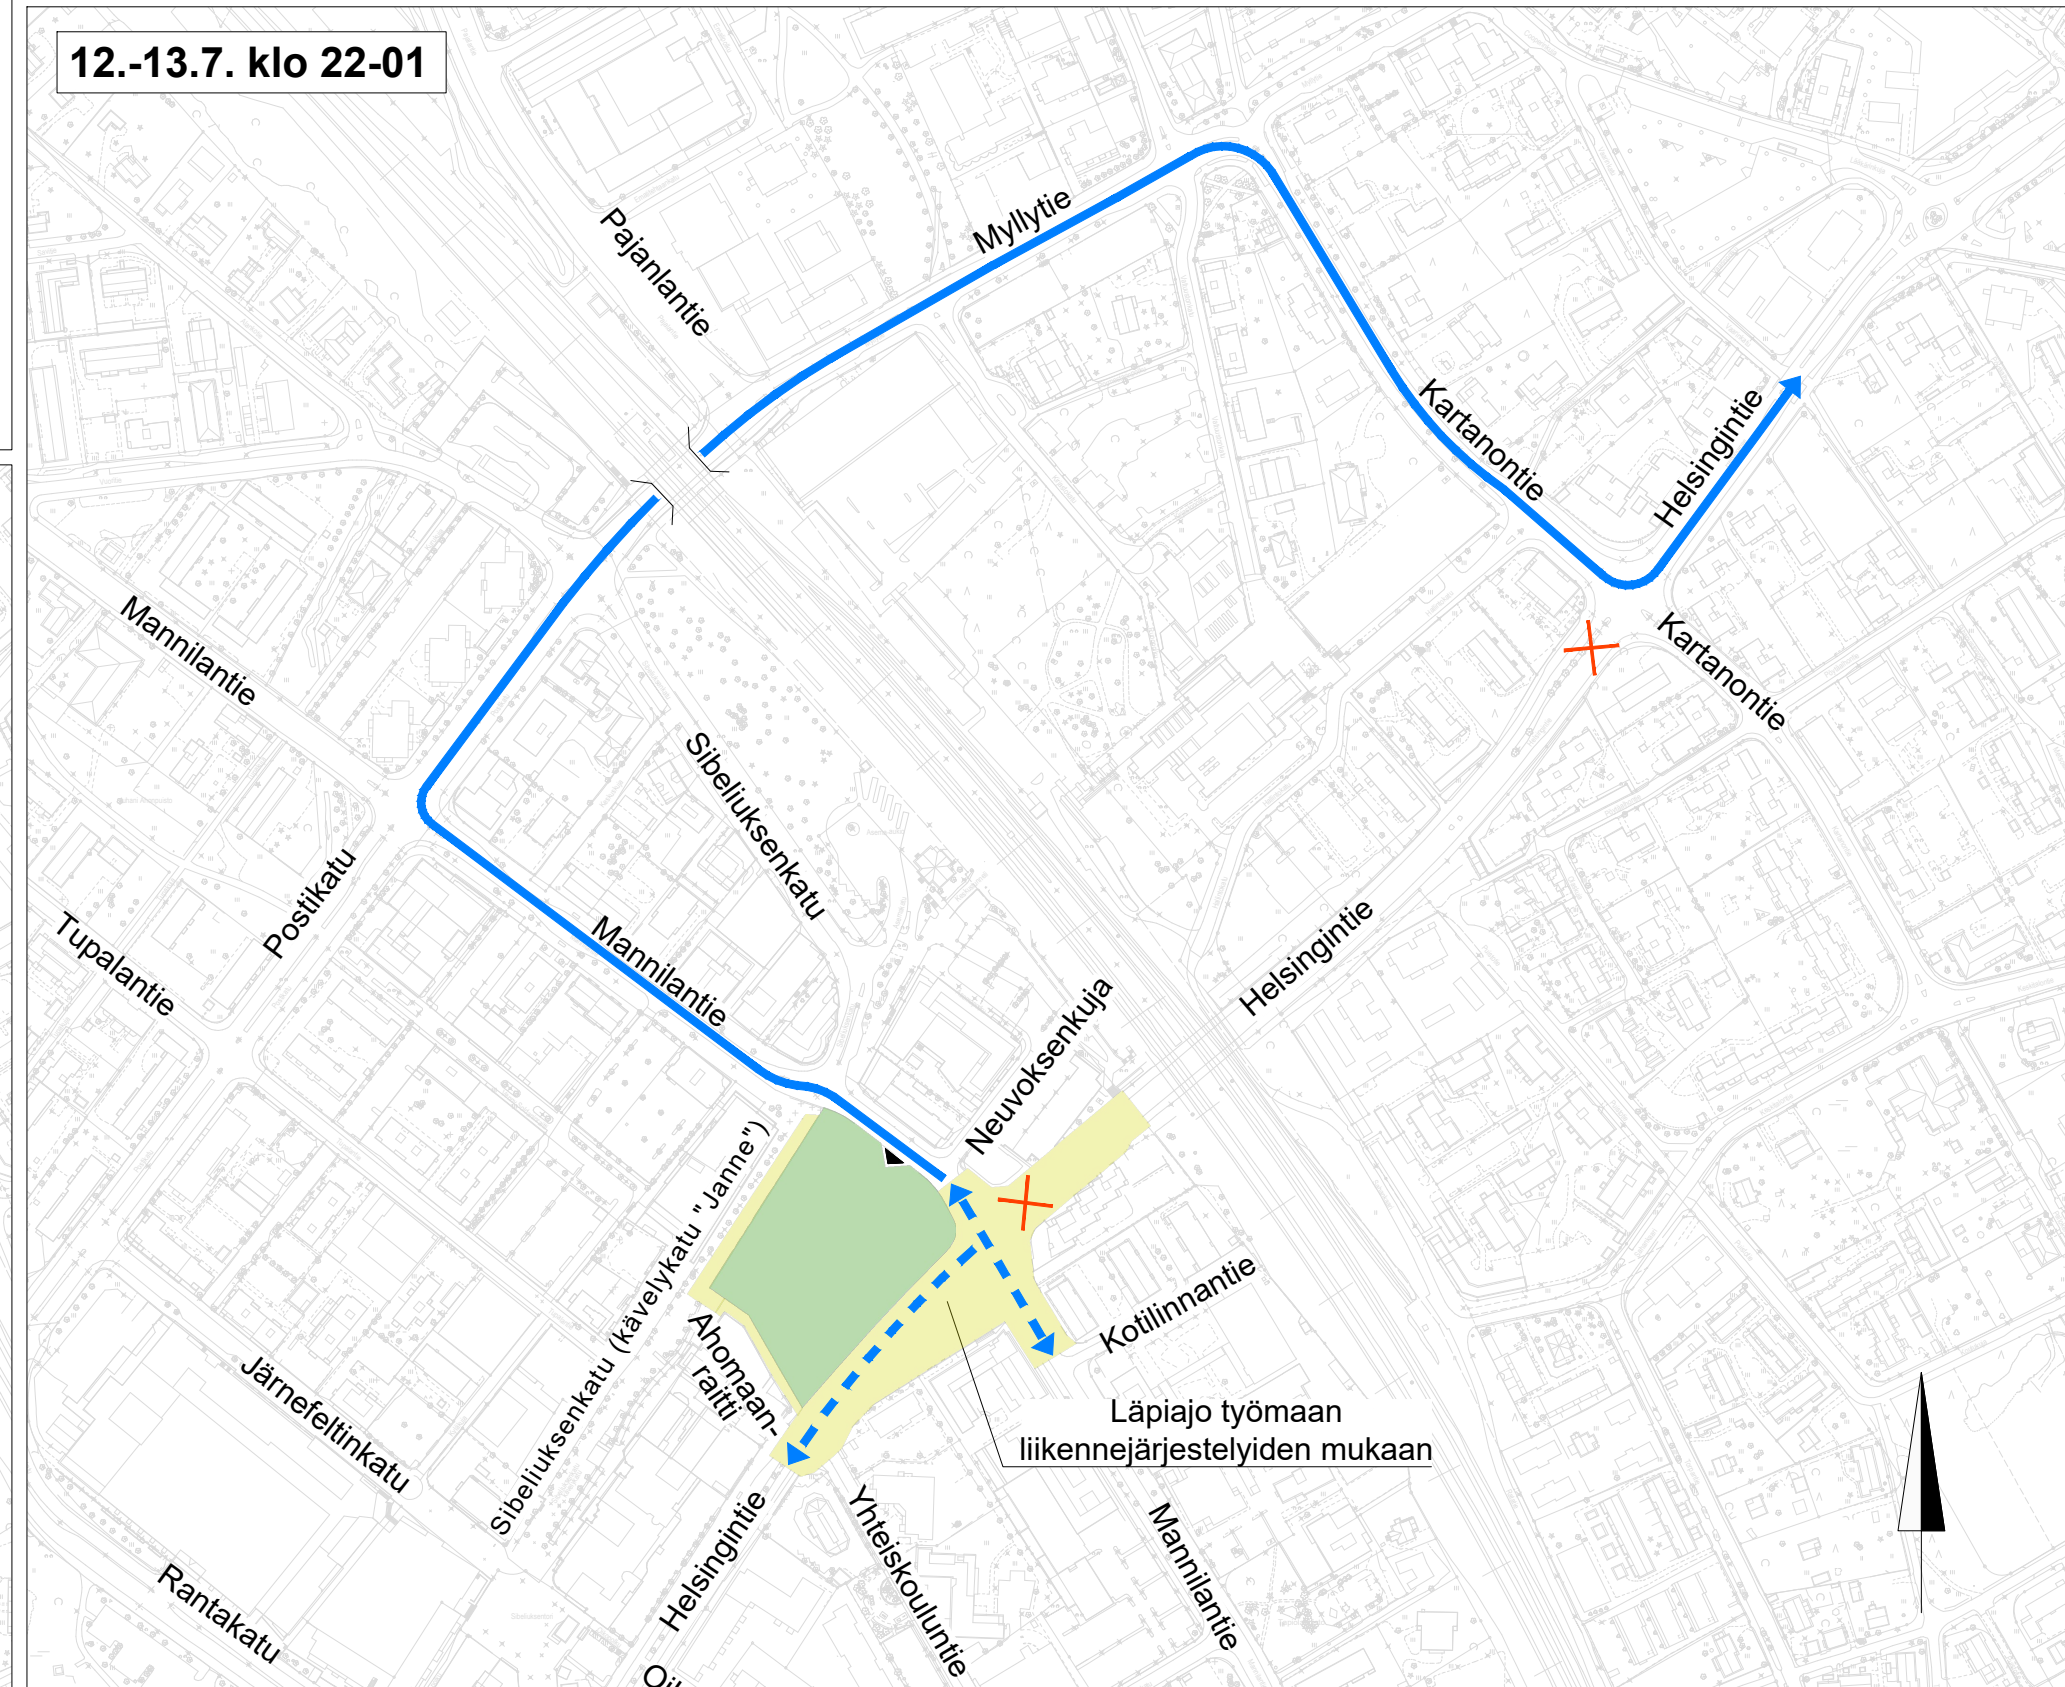 12.-13.7. klo 22-01
Pajanlantie
Myllytie
Kartanontie
Helsingintie
Mannilantie
Kartanontie
Sibeliuksenkatu
Postikatu
Tupalantie
Mannilantie
Helsingintie
Neuvoksenkuja
Sibeliuksenkatu (kävelykatu "Janne")
Kotilinnantie
Ahomaan-
raitti
Järnefeltinkatu
Läpiajo työmaan
liikennejärjestelyiden mukaan
Helsingintie
Yhteiskouluntie
Mannilantie
Rantakatu